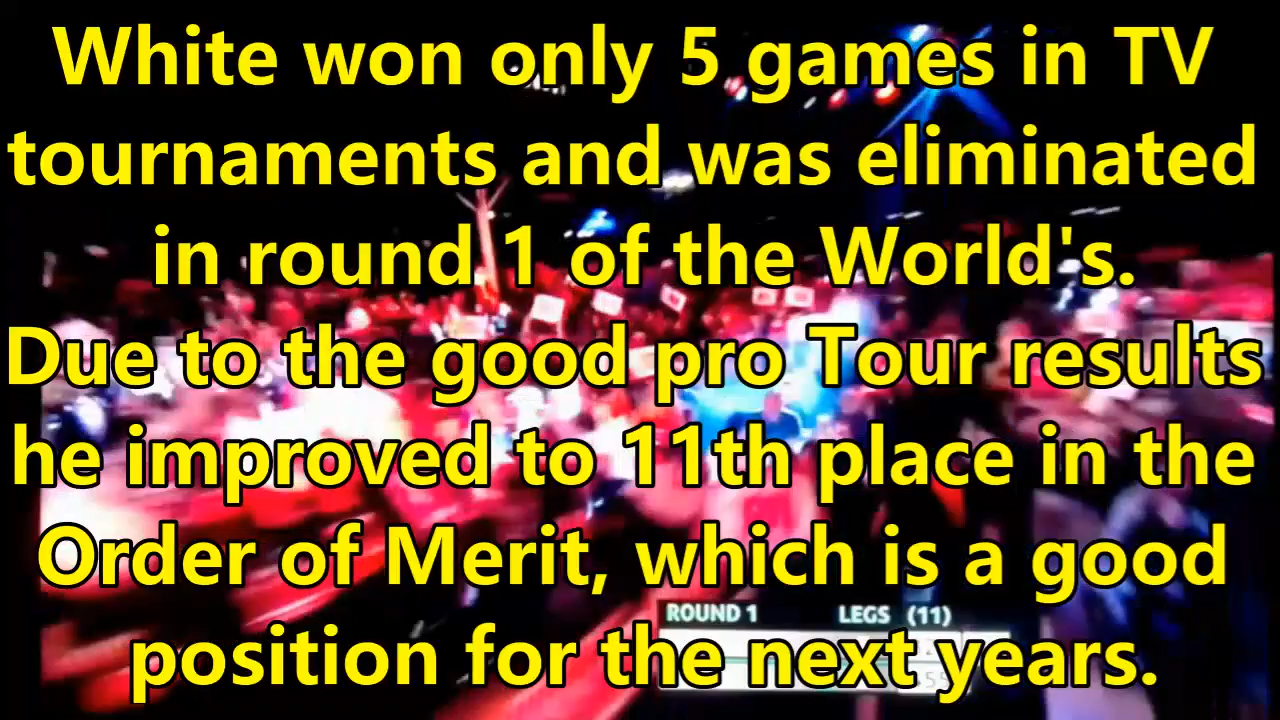 White won only 5 games in TV
tournaments and was eliminated
in round 1 of the World's.
Due to the good pro Tour results
he improved to 11th place in the
Order of Merit, which is a good
ROUND 1 LEGS (11)
position for the next years.